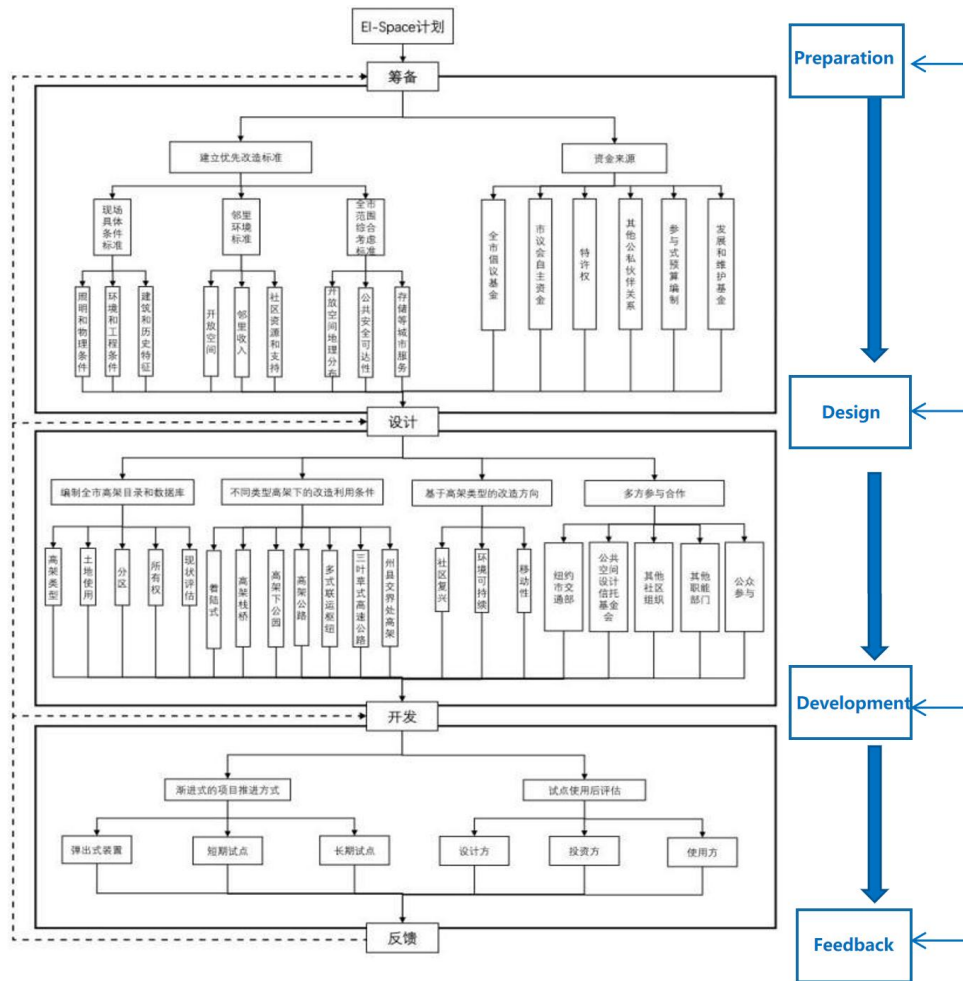 El-Space计划
筹备
Preparation
建立优先改造标准
资金来源
现场
具体
条件
标准
邻里
环境
标准
全市
范围
综合
考虑
标准
全市倡议基金
市议会自主资金
特许权
其他公私伙伴关系
参与式预算编制
发展和维护基金
照明和物理条件
环境和工程条件
建筑和历史特征
开放空间
邻里收入
社区资源和支持
开放空间地理分布
公共安全可达性
存储等城市服务
设计
Design
编制全市高架目录和数据库
不同类型高架下的改造利用条件
基于高架类型的改造方向
多方参与合作
高架类型
土地使用
分区
所有权
现状评估
着陆式
高架栈桥
高架下公园
高架公路
多式联运枢纽
三叶草式高速公路
州县交界处高架
社区复兴
环境可持续
移动性
纽约
市交
通部
公共
空间
设计
信托
基金
会
其他
社区
组织
其他
职能
部门
公众
参与
开发
Development
渐进式的项目推进方式
试点使用后评估
弹出式装置
短期试点
长期试点
设计方
投资方
使用方
反馈
Feedback